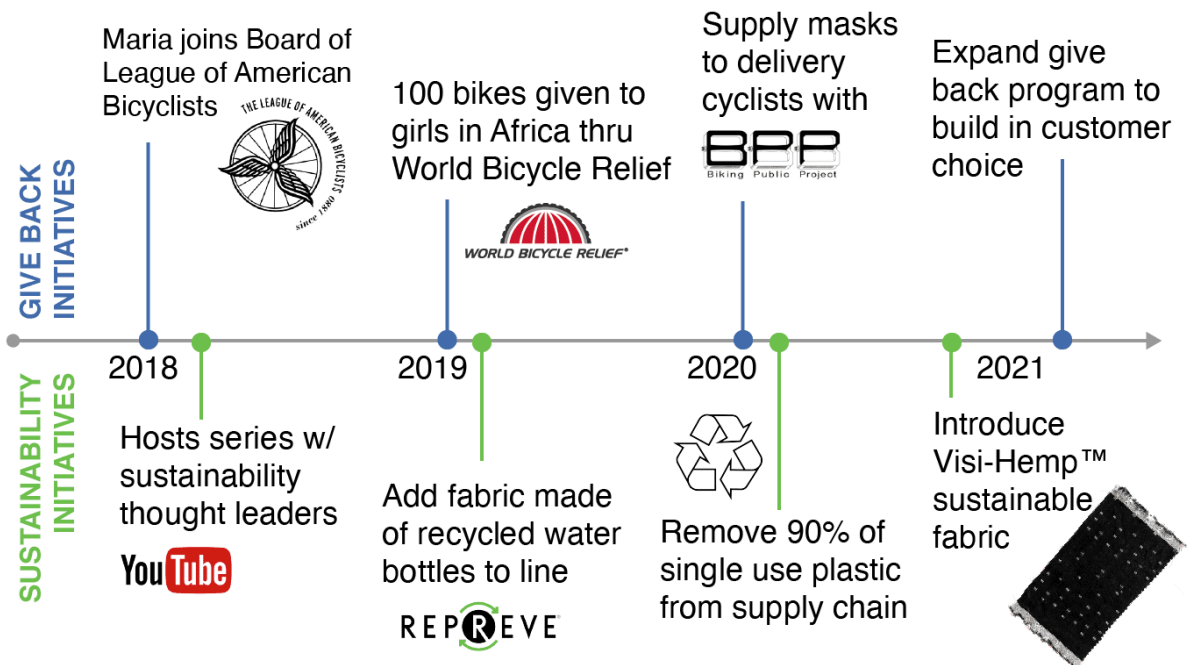 Maria joins Board of
League of American
Bicyclists
THE LEAGUE OF AMERICAN BICYCLISTS
since 1880
100 bikes given to
girls in Africa thru
World Bicycle Relief
WORLD BICYCLE RELIEF®
Supply masks
to delivery
cyclists with
BPP
Biking Public Project
Expand give
back program to
build in customer
choice
GIVE BACK
INITIATIVES
2018
2019
2020
2021
SUSTAINABILITY
INITIATIVES
Hosts series w/
sustainability
thought leaders
YouTube
Add fabric made
of recycled water
bottles to line
REPREVE
Remove 90% of
single use plastic
from supply chain
Introduce
Visi-Hemp™
sustainable
fabric